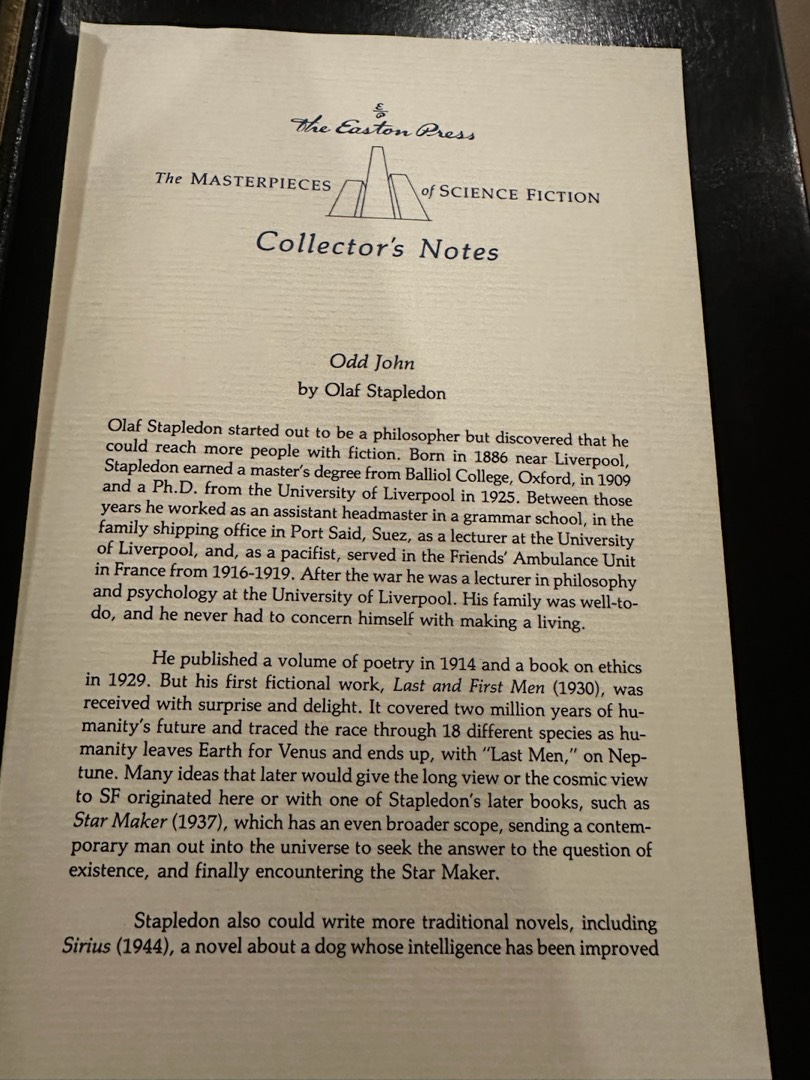 E
P
The Easton Press
The MASTERPIECES of SCIENCE FICTION
Collector's Notes
Odd John
by Olaf Stapledon
Olaf Stapledon started out to be a philosopher but discovered that he
could reach more people with fiction. Born in 1886 near Liverpool,
Stapledon earned a master's degree from Balliol College, Oxford, in 1909
and a Ph.D. from the University of Liverpool in 1925. Between those
years he worked as an assistant headmaster in a grammar school, in the
family shipping office in Port Said, Suez, as a lecturer at the University
of Liverpool, and, as a pacifist, served in the Friends' Ambulance Unit
in France from 1916-1919. After the war he was a lecturer in philosophy
and psychology at the University of Liverpool. His family was well-to-
do, and he never had to concern himself with making a living.
He published a volume of poetry in 1914 and a book on ethics
in 1929. But his first fictional work, Last and First Men (1930), was
received with surprise and delight. It covered two million years of hu-
manity's future and traced the race through 18 different species as hu-
manity leaves Earth for Venus and ends up, with "Last Men," on Nep-
tune. Many ideas that later would give the long view or the cosmic view
to SF originated here or with one of Stapledon's later books, such as
Star Maker (1937), which has an even broader scope, sending a contem-
porary man out into the universe to seek the answer to the question of
existence, and finally encountering the Star Maker.
Stapledon also could write more traditional novels, including
Sirius (1944), a novel about a dog whose intelligence has been improved